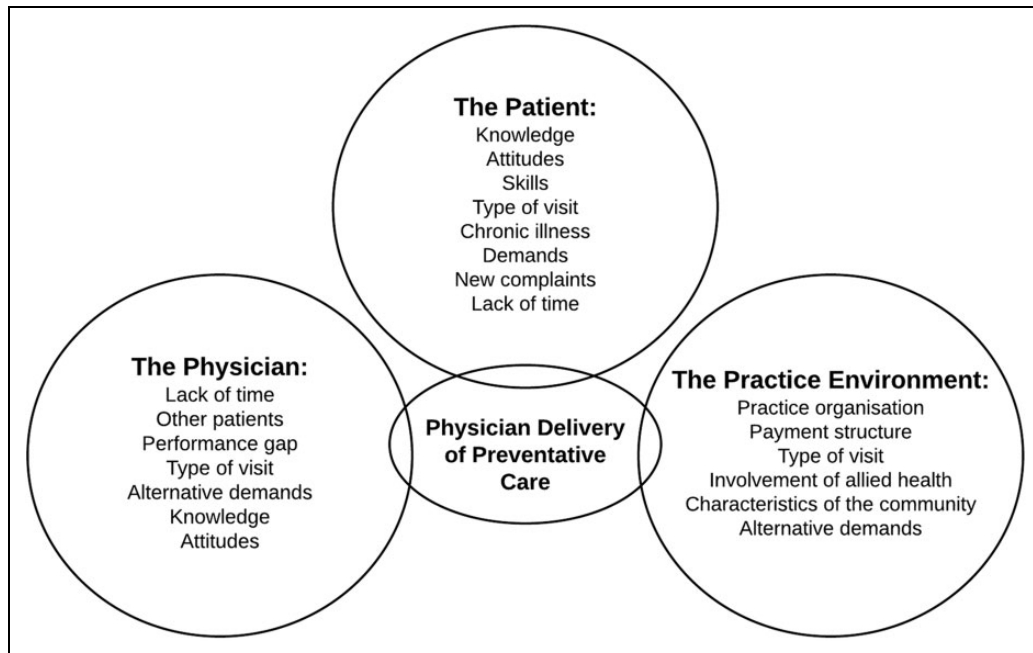 The Patient:
Knowledge
Attitudes
Skills
Type of visit
Chronic illness
Demands
New complaints
Lack of time
The Physician:
Lack of time
Other patients
Performance gap
Type of visit
Alternative demands
Knowledge
Attitudes
Physician Delivery
of Preventative
Care
The Practice Environment:
Practice organisation
Payment structure
Type of visit
Involvement of allied health
Characteristics of the community
Alternative demands